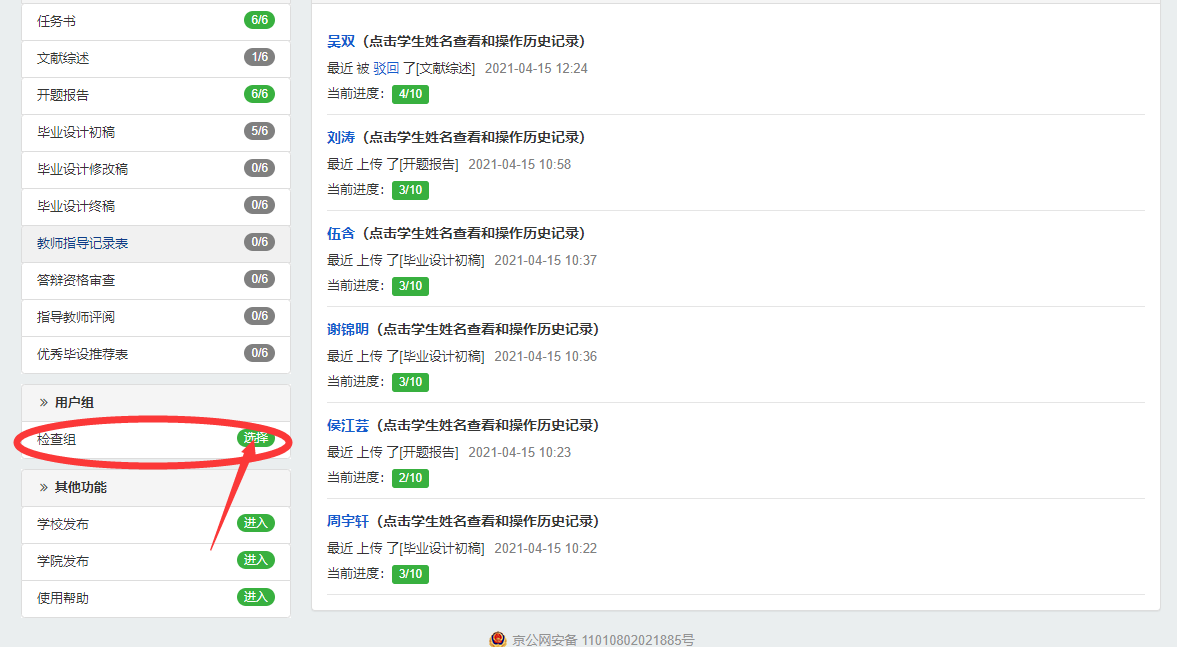 任务书 6/6
文献综述 1/6
开题报告 6/6
毕业设计初稿 5/6
毕业设计修改稿 0/6
毕业设计终稿 0/6
教师指导记录表 0/6
答辩资格审查 0/6
指导教师评阅 0/6
优秀毕设推荐表 0/6
» 用户组
检查组 选择
» 其他功能
学校发布 进入
学院发布 进入
使用帮助 进入
吴双（点击学生姓名查看和操作历史记录）
最近 被 驳回 了[文献综述] 2021-04-15 12:24
当前进度： 4/10
刘涛（点击学生姓名查看和操作历史记录）
最近 上传 了[开题报告] 2021-04-15 10:58
当前进度： 3/10
伍含（点击学生姓名查看和操作历史记录）
最近 上传 了[毕业设计初稿] 2021-04-15 10:37
当前进度： 3/10
谢锦明（点击学生姓名查看和操作历史记录）
最近 上传 了[毕业设计初稿] 2021-04-15 10:36
当前进度： 3/10
侯江芸（点击学生姓名查看和操作历史记录）
最近 上传 了[开题报告] 2021-04-15 10:23
当前进度： 2/10
周宇轩（点击学生姓名查看和操作历史记录）
最近 上传 了[毕业设计初稿] 2021-04-15 10:22
当前进度： 3/10
京公网安备 11010802021885号